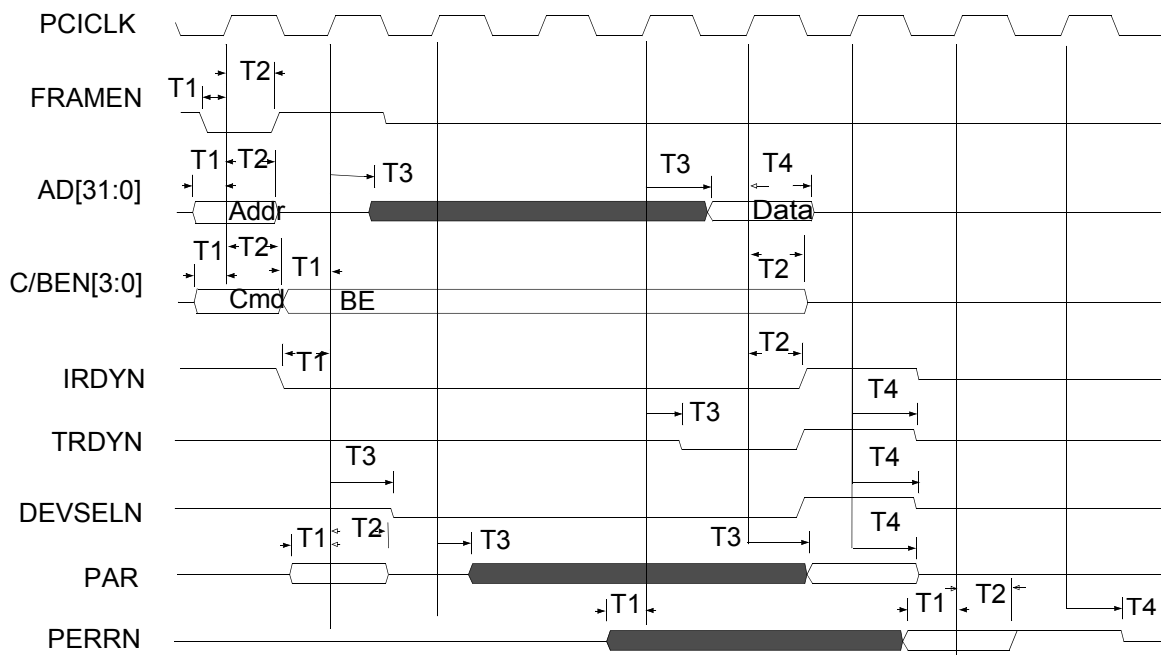 PCICLK
T1 T2
FRAMEN
T1 T2 T3 T3 T4
AD[31:0]
Addr Data
T1 T2 T1 T2
C/BEN[3:0]
Cmd BE
T1 T2
IRDYN
T4
T3
TRDYN
T3 T4
DEVSELN
T1 T2 T3 T3 T4
PAR
T1 T1 T2 T4
PERRN